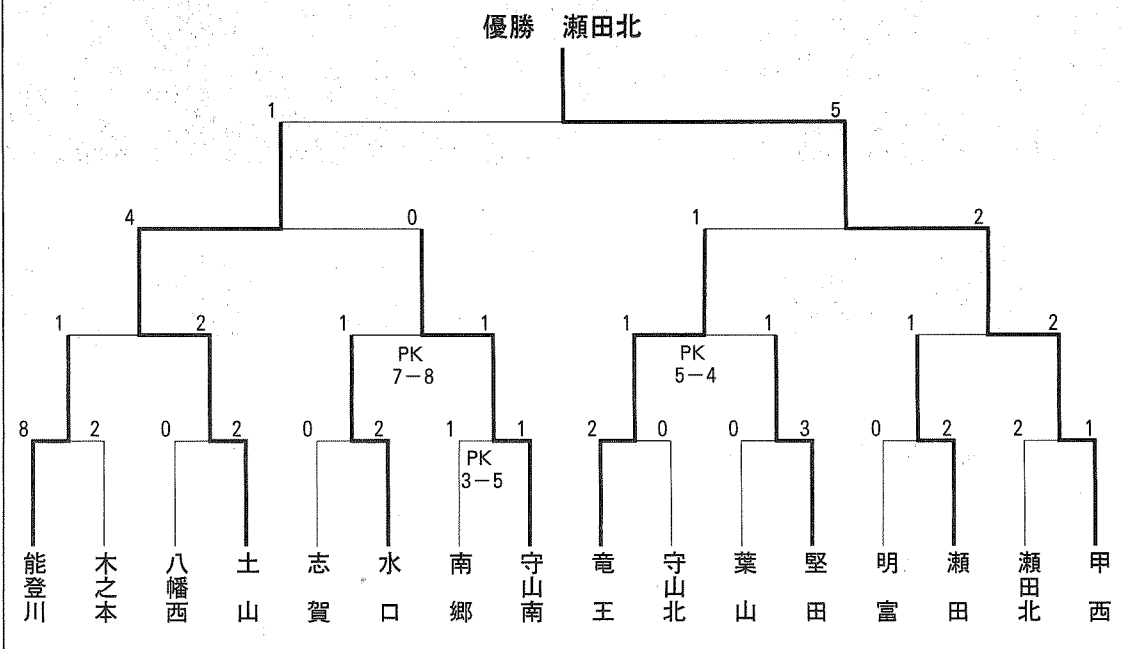 優勝 瀬田北
1 5
4 0 1 2
1 2 1 1 1 1 1 2
PK
7-8
PK
5-4
8 2 0 2 0 2 1 1 2 0 0 3 0 2 2 1
PK
3-5
能登川
木之本
八幡西
土山
志賀
水口
南郷
守山南
竜王
守山北
葉山
堅田
明富
瀬田
瀬田北
甲西